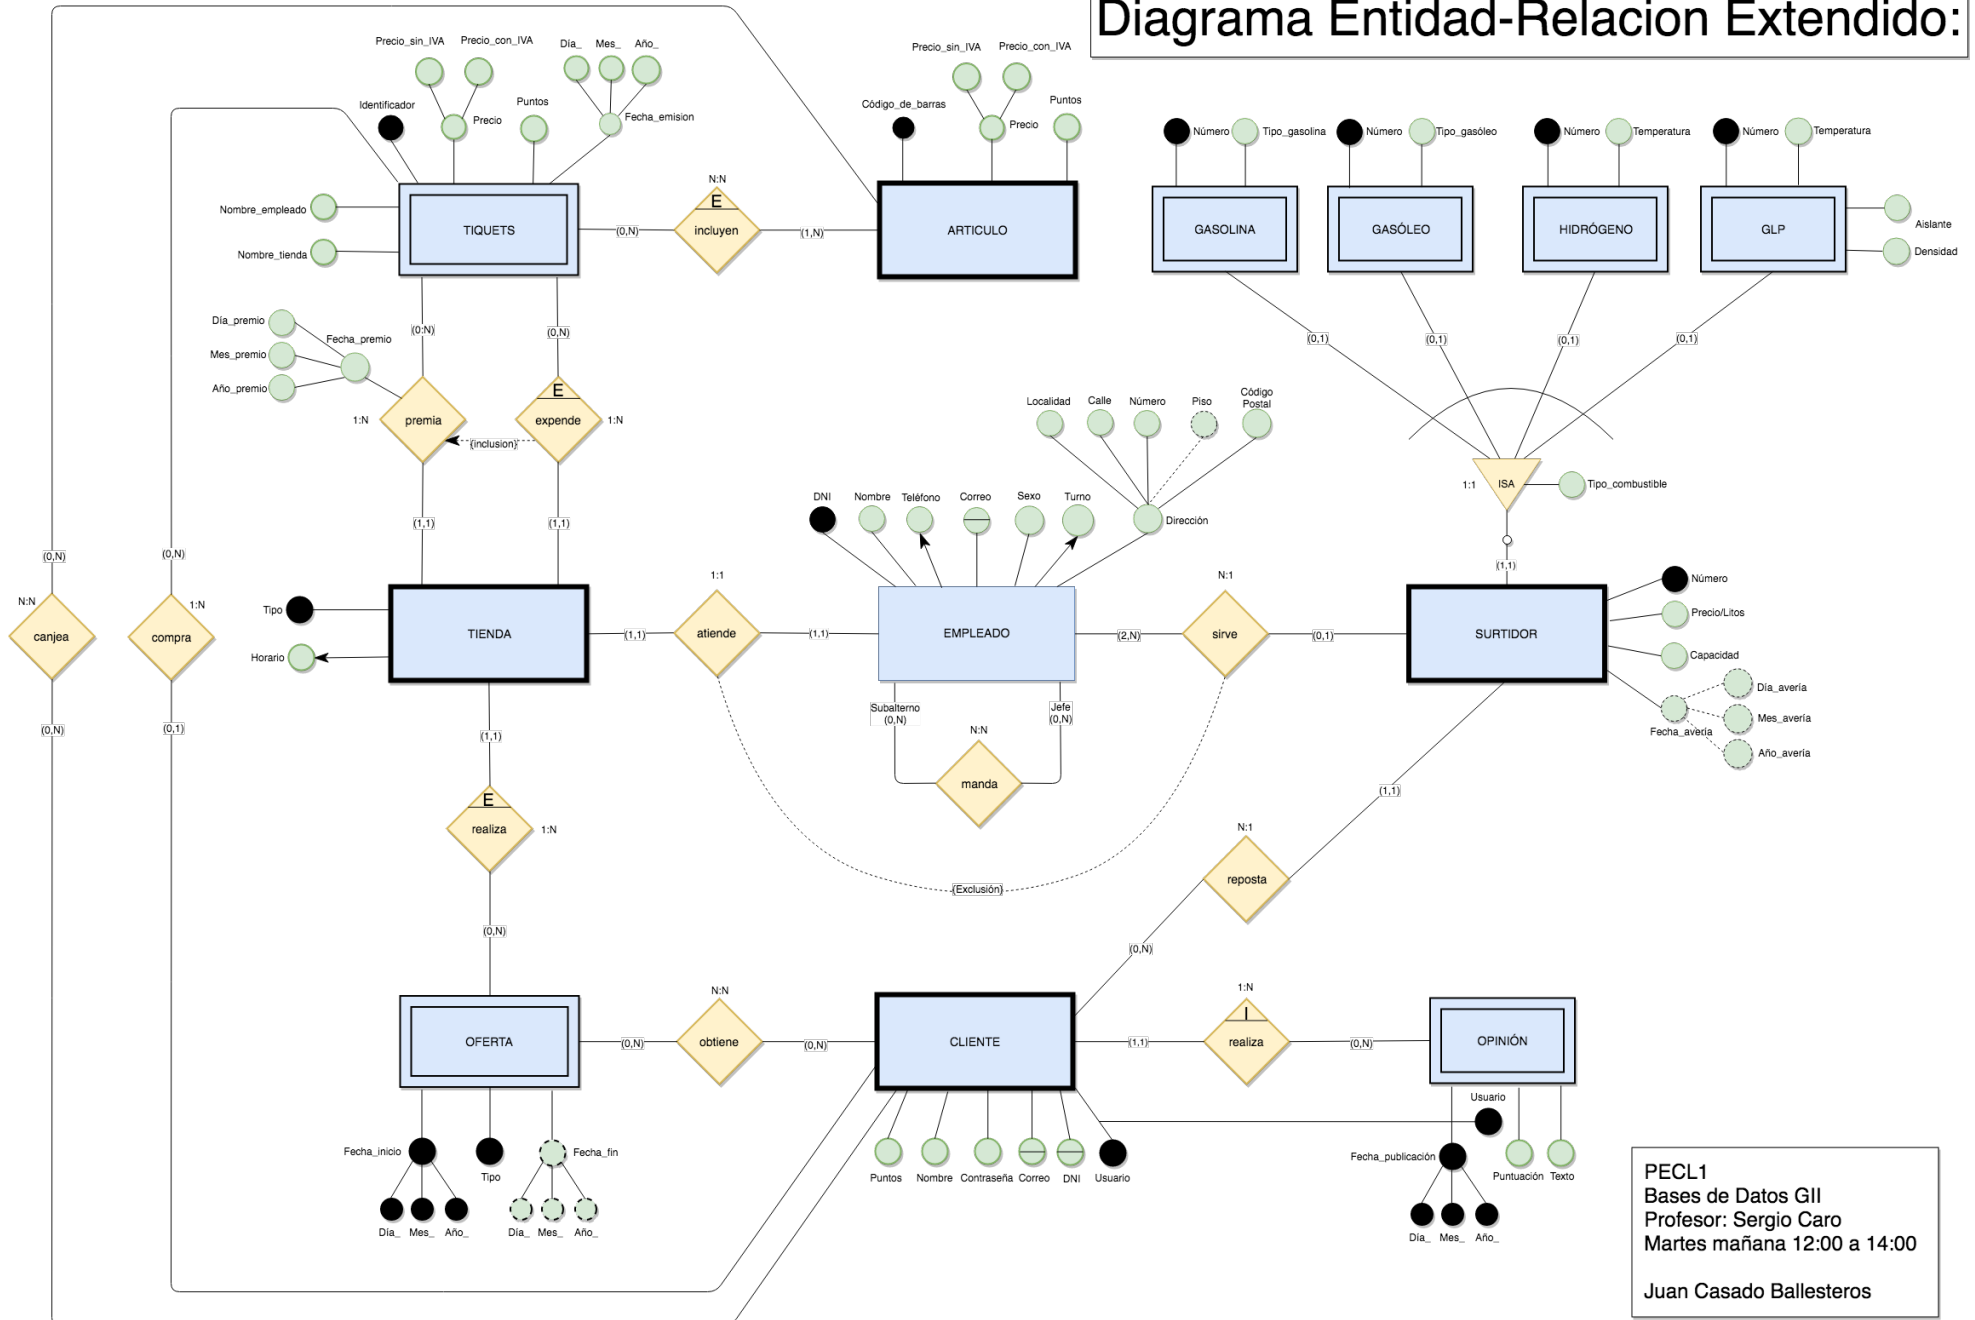 Diagrama Entidad-Relacion Extendido:
Precio_sin_IVA
Precio_con_IVA
Día_
Mes_
Año_
Identificador
Precio
Puntos
Fecha_emision
Nombre_empleado
Nombre_tienda
TIQUETS
(0,N)
N:N
E
incluyen
(1,N)
Precio_sin_IVA
Precio_con_IVA
Código_de_barras
Precio
Puntos
ARTICULO
Número
Tipo_gasolina
GASOLINA
Número
Tipo_gasóleo
GASÓLEO
Número
Temperatura
HIDRÓGENO
Número
Temperatura
GLP
Aislante
Densidad
(0,1)
(0,1)
(0,1)
(0,1)
Día_premio
Mes_premio
Año_premio
Fecha_premio
(0:N)
(0,N)
1:N
premia
E
expende
1:N
{inclusion}
(1,1)
(1,1)
Localidad
Calle
Número
Piso
Código
Postal
DNI
Nombre
Teléfono
Correo
Sexo
Turno
Dirección
1:1
ISA
Tipo_combustible
(1,1)
(0,N)
N:N
canjea
(0,N)
(0,N)
1:N
compra
(0,1)
Tipo
Horario
TIENDA
(1,1)
1:1
atiende
(1,1)
EMPLEADO
(2,N)
N:1
sirve
(0,1)
SURTIDOR
Número
Precio/Litos
Capacidad
Fecha_avería
Día_avería
Mes_avería
Año_avería
Subalterno
(0,N)
Jefe
(0,N)
N:N
manda
{Exclusión}
(1,1)
E
realiza
1:N
(0,N)
(1,1)
N:1
reposta
(0,N)
OFERTA
(0,N)
N:N
obtiene
(0,N)
CLIENTE
(1,1)
1:N
I
realiza
(0,N)
OPINIÓN
Fecha_inicio
Día_
Mes_
Año_
Tipo
Fecha_fin
Día_
Mes_
Año_
Puntos
Nombre
Contraseña
Correo
DNI
Usuario
Usuario
Fecha_publicación
Día_
Mes_
Año_
Puntuación
Texto
PECL1
Bases de Datos GII
Profesor: Sergio Caro
Martes mañana 12:00 a 14:00
Juan Casado Ballesteros